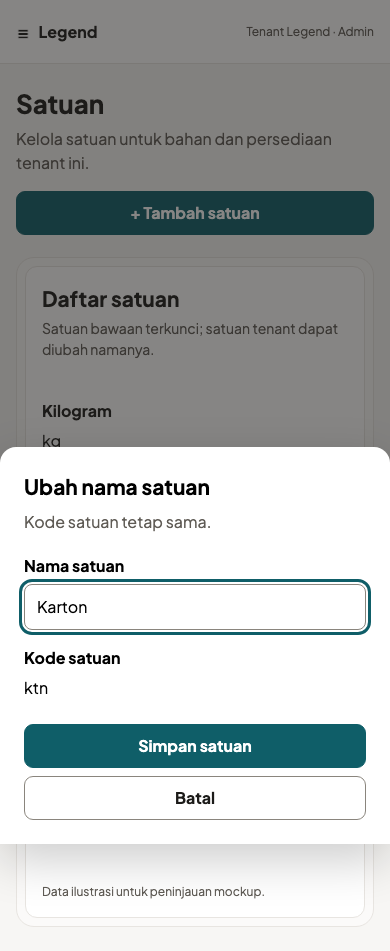 Legend
Tenant Legend · Admin
Satuan
Kelola satuan untuk bahan dan persediaan
tenant ini.
+ Tambah satuan
Daftar satuan
Satuan bawaan terkunci; satuan tenant dapat
diubah namanya.
Kilogram
kg
Ubah nama satuan
Kode satuan tetap sama.
Nama satuan
Karton
Kode satuan
ktn
Simpan satuan
Batal
Data ilustrasi untuk peninjauan mockup.